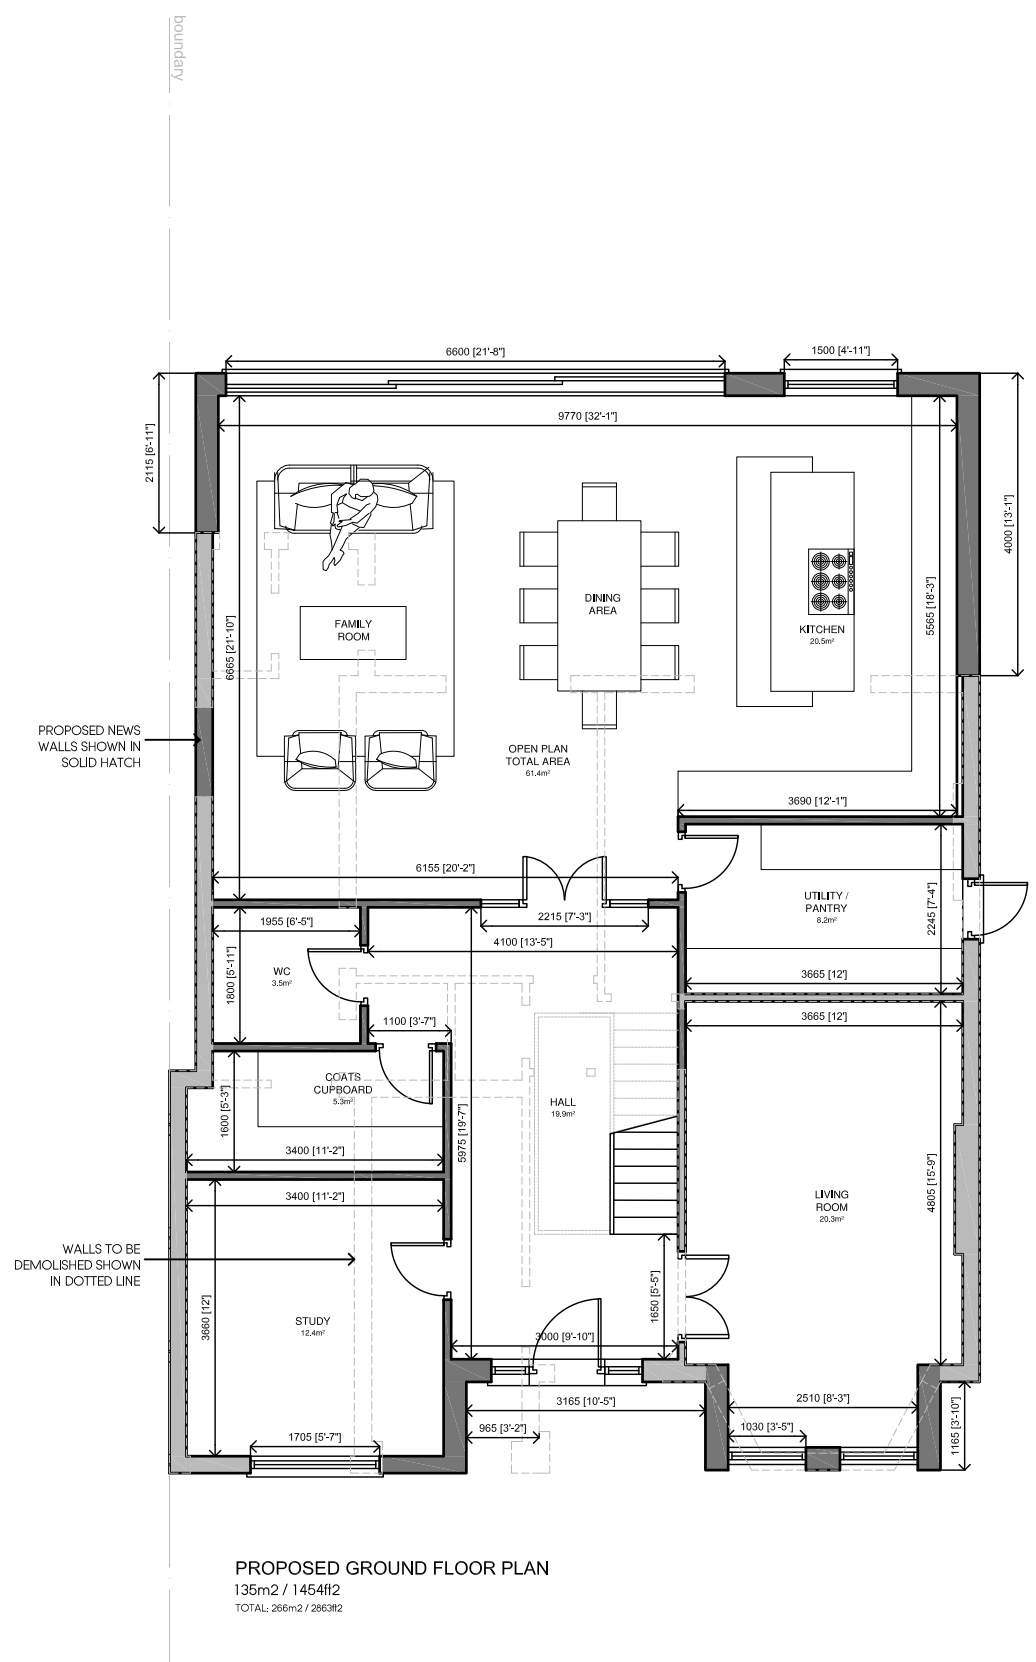 boundary
6600 [21'-8"]
1500 [4'-11"]
9770 [32'-1"]
2115 [6'-11"]
4000 [13'-1"]
5565 [18'-3"]
6665 [21'-10"]
DINING
AREA
FAMILY
ROOM
KITCHEN
20.5m²
PROPOSED NEWS
WALLS SHOWN IN
SOLID HATCH
OPEN PLAN
TOTAL AREA
61.4m²
3690 [12'-1"]
6155 [20'-2"]
UTILITY /
PANTRY
8.2m²
2245 [7'-4"]
1955 [6'-5"]
2215 [7'-3"]
4100 [13'-5"]
1800 [5'-11"]
WC
3.5m²
3665 [12']
1100 [3'-7"]
3665 [12']
COATS
CUPBOARD
5.3m²
1600 [5'-3"]
HALL
19.9m²
5975 [19'-7"]
3400 [11'-2"]
3400 [11'-2"]
4805 [15'-9"]
LIVING
ROOM
20.3m²
WALLS TO BE
DEMOLISHED SHOWN
IN DOTTED LINE
1650 [5'-5"]
3660 [12']
STUDY
12.4m²
3000 [9'-10"]
3165 [10'-5"]
2510 [8'-3"]
965 [3'-2"]
1030 [3'-5"]
1165 [3'-10"]
1705 [5'-7"]
PROPOSED GROUND FLOOR PLAN
135m2 / 1454ft2
TOTAL: 266m2 / 2863ft2